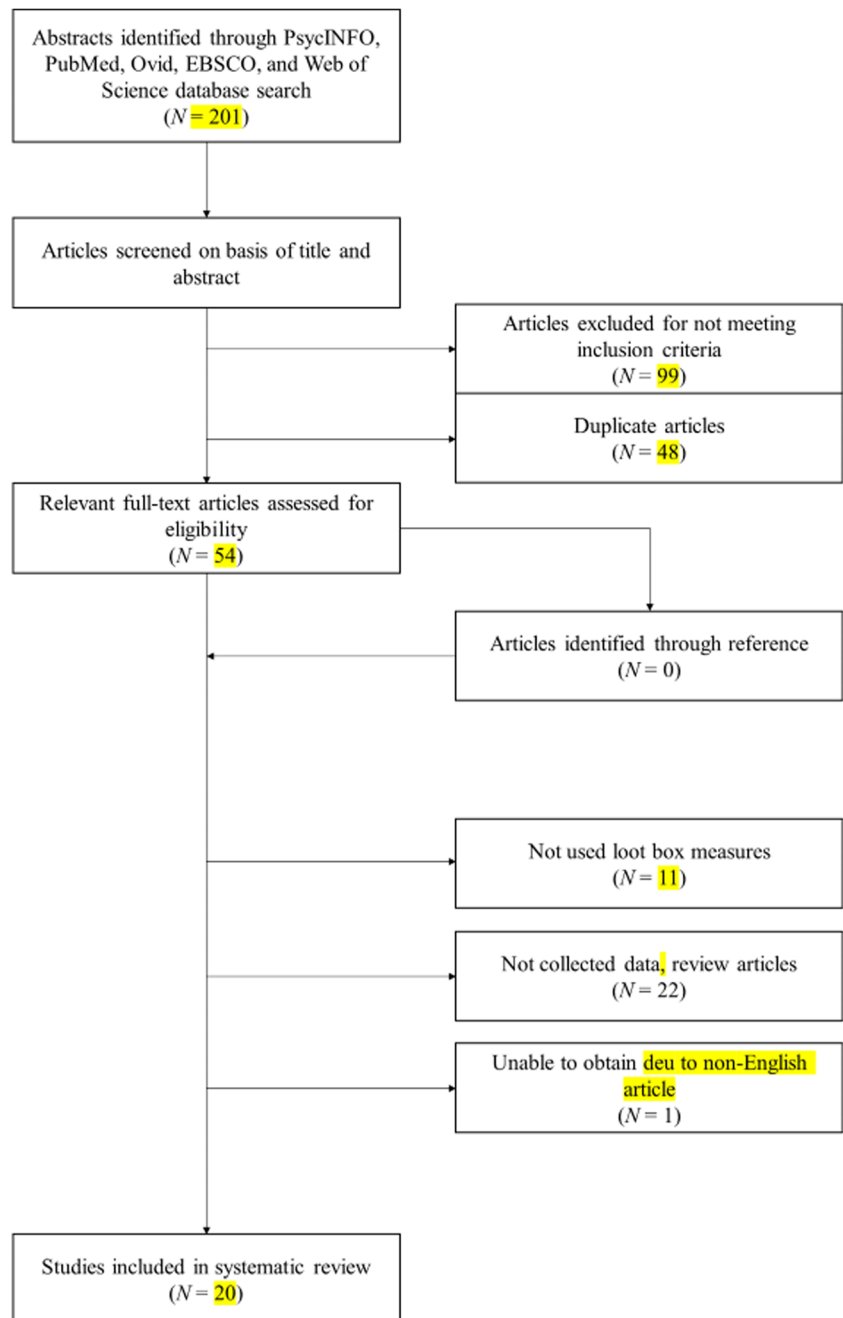 Abstracts identified through PsycINFO,
PubMed, Ovid, EBSCO, and Web of
Science database search
(N = 201)
Articles screened on basis of title and
abstract
Articles excluded for not meeting
inclusion criteria
(N = 99)
Duplicate articles
(N = 48)
Relevant full-text articles assessed for
eligibility
(N = 54)
Articles identified through reference
(N = 0)
Not used loot box measures
(N = 11)
Not collected data, review articles
(N = 22)
Unable to obtain deu to non-English
article
(N = 1)
Studies included in systematic review
(N = 20)